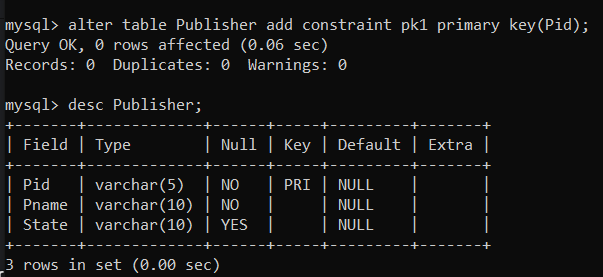 mysql> alter table Publisher add constraint pk1 primary key(Pid);
Query OK, 0 rows affected (0.06 sec)
Records: 0  Duplicates: 0  Warnings: 0

mysql> desc Publisher;
+--------+-------------+------+-----+---------+-------+
| Field | Type        | Null | Key | Default | Extra |
+--------+-------------+------+-----+---------+-------+
| Pid    | varchar(5)  | NO   | PRI | NULL    |       |
| Pname | varchar(10) | NO   |     | NULL    |       |
| State | varchar(10) | YES  |     | NULL    |       |
+--------+-------------+------+-----+---------+-------+
3 rows in set (0.00 sec)